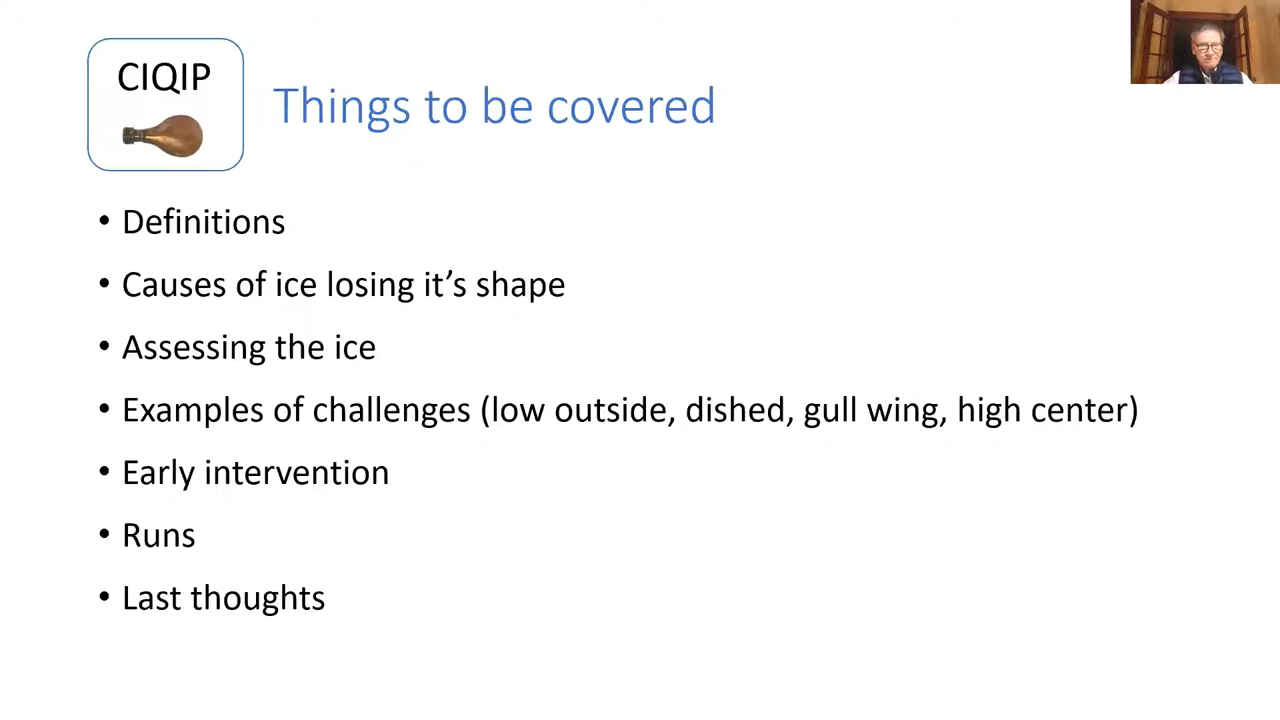 CIQIP
Things to be covered
• Definitions
• Causes of ice losing it’s shape
• Assessing the ice
• Examples of challenges (low outside, dished, gull wing, high center)
• Early intervention
• Runs
• Last thoughts